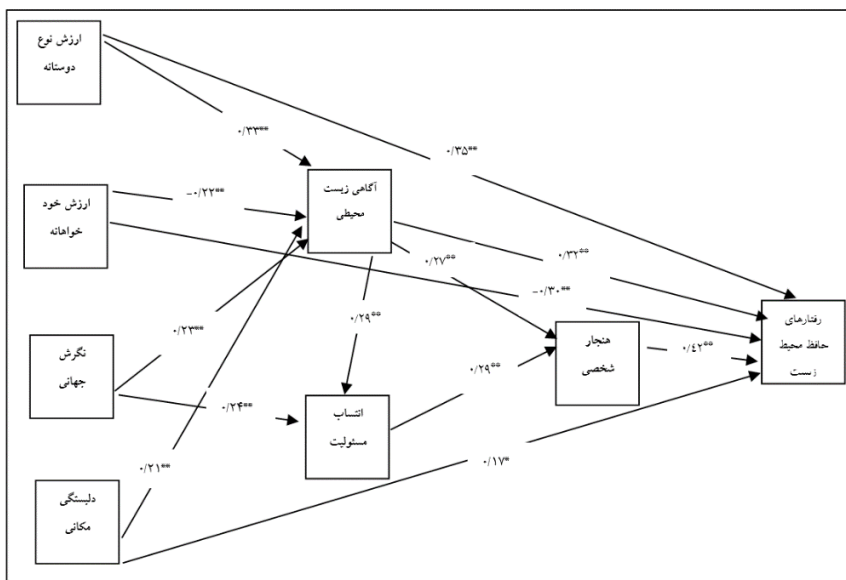 ارزش نوع
دوستانه
۰/۳۳**
۰/۳۵**
ارزش خود
خواهانه
-۰/۲۲**
آگاهی زیست
محیطی
۰/۳۲**
۰/۲۷**
-۰/۳۰**
رفتارهای
حافظ محیط
زیست
نگرش
جهانی
۰/۲۳**
۰/۲۹**
هنجار
شخصی
۰/٤۲**
۰/۲۴**
انتساب
مسئولیت
۰/۲۹**
دلبستگی
مکانی
۰/۲۱**
۰/۱۷*